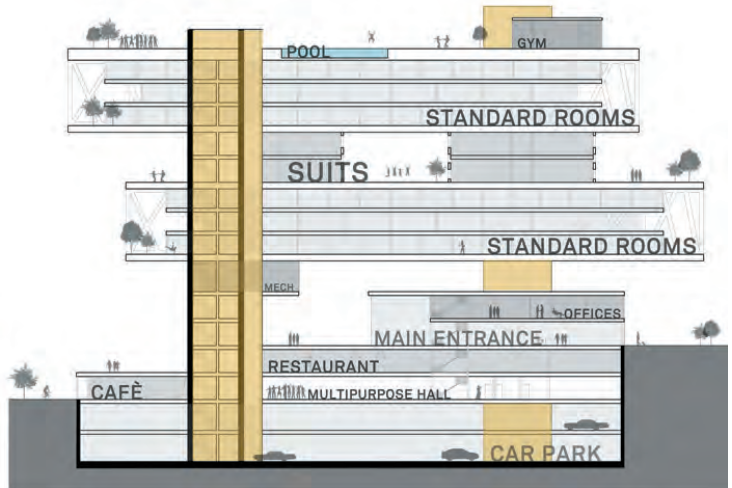 POOL
GYM
STANDARD ROOMS
SUITS
STANDARD ROOMS
MECH
OFFICES
MAIN ENTRANCE
RESTAURANT
CAFÈ
MULTIPURPOSE HALL
CAR PARK